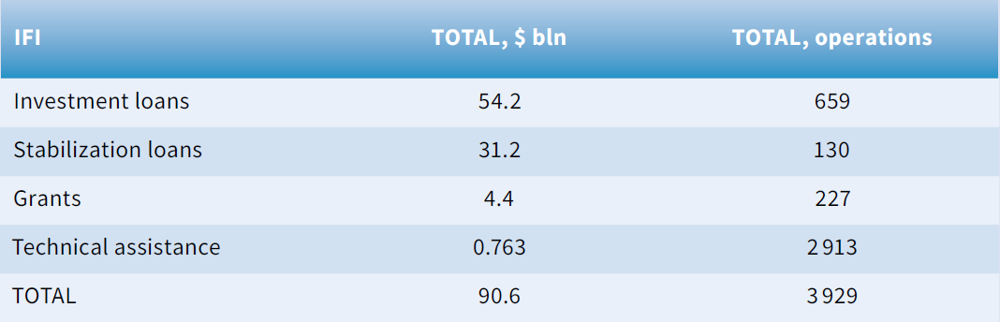 IFI TOTAL, $ bln TOTAL, operations
Investment loans 54.2 659
Stabilization loans 31.2 130
Grants 4.4 227
Technical assistance 0.763 2 913
TOTAL 90.6 3 929